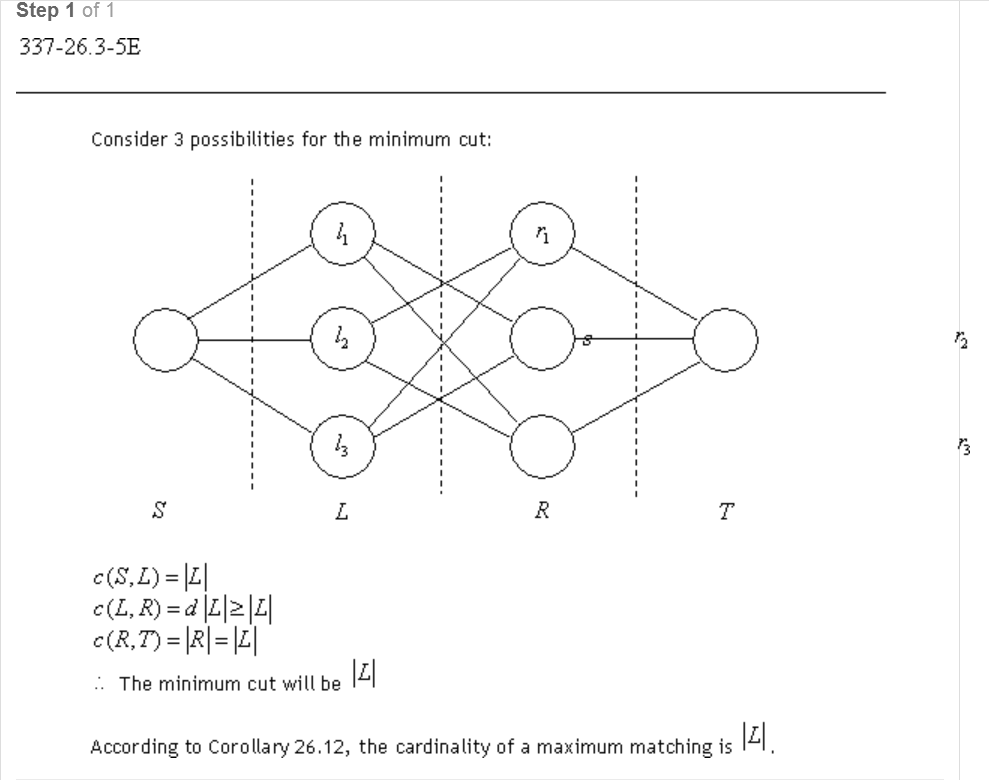 Step 1 of 1
337-26.3-5E
Consider 3 possibilities for the minimum cut:
l₁ r₁
l₂ s r₂
l₃ r₃
S L R T
c(S,L) = |L|
c(L,R) = d |L| ≥ |L|
c(R,T) = |R| = |L|
∴ The minimum cut will be |L|
According to Corollary 26.12, the cardinality of a maximum matching is |L|.